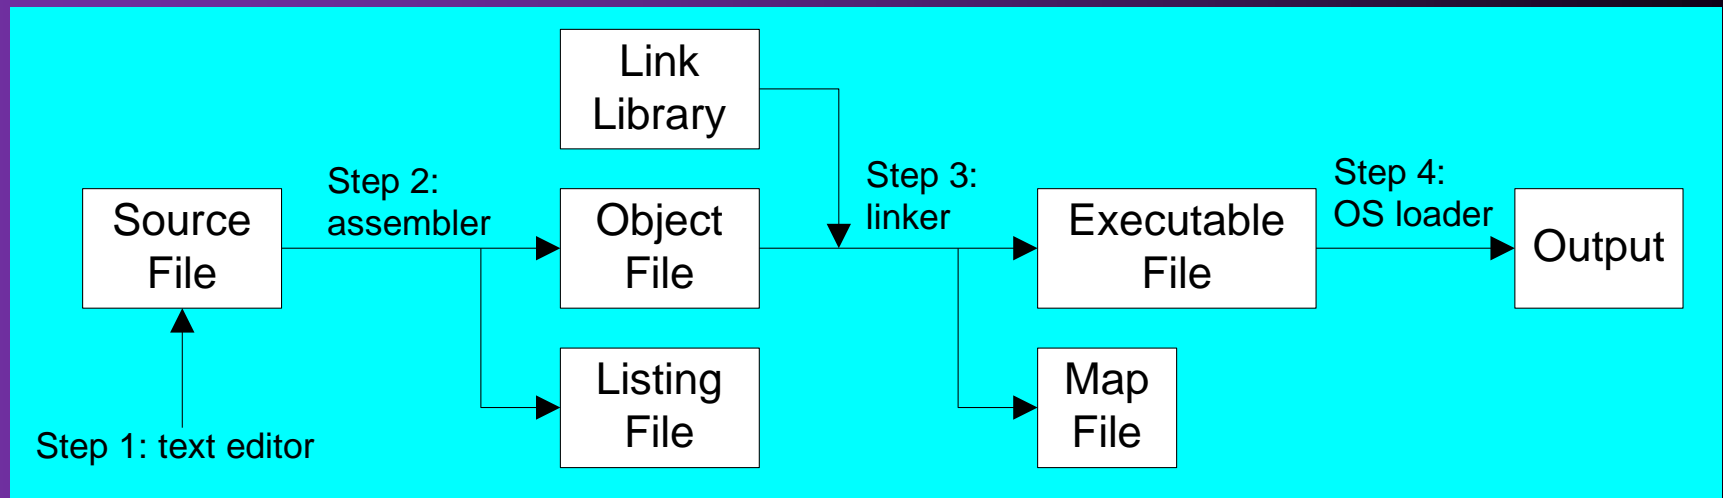 Link
Library
Step 2:
assembler
Step 3:
linker
Step 4:
OS loader
Source
File
Object
File
Executable
File
Output
Listing
File
Map
File
Step 1: text editor